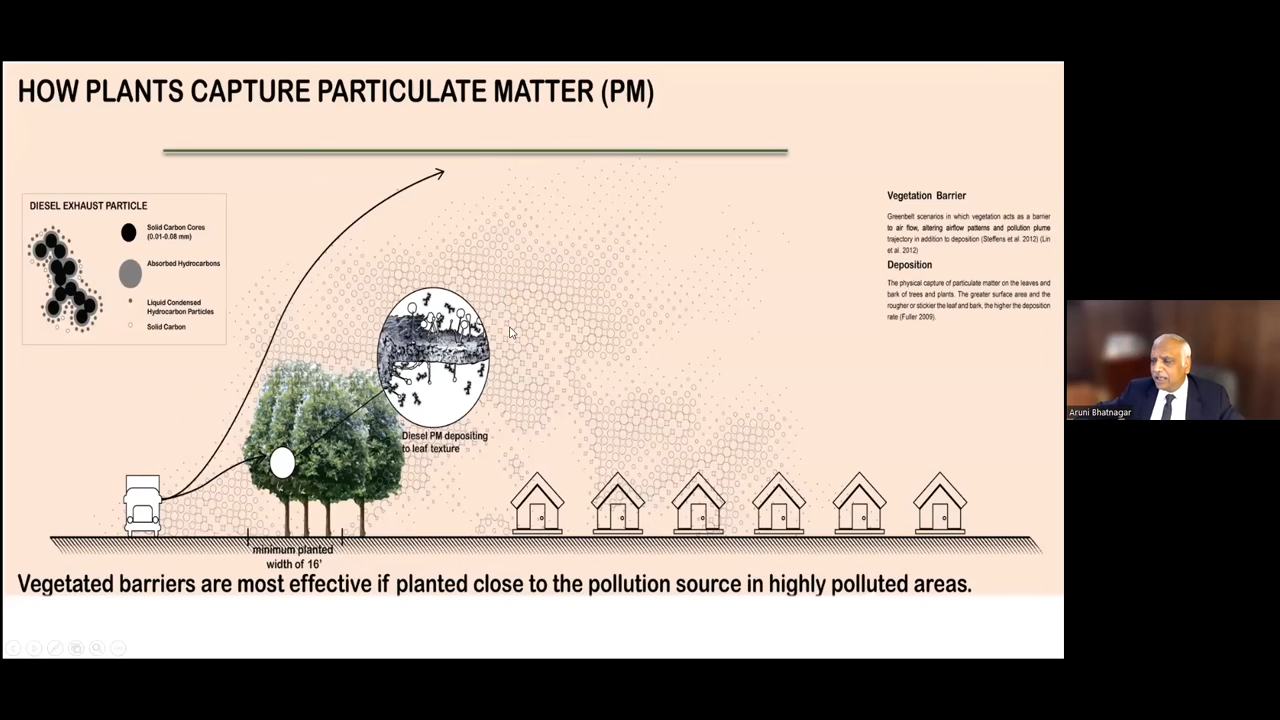 HOW PLANTS CAPTURE PARTICULATE MATTER (PM)
DIESEL EXHAUST PARTICLE
Solid Carbon Cores
(0.01-0.08 mm)
Absorbed Hydrocarbons
Liquid Condensed
Hydrocarbon Particles
Solid Carbon
Vegetation Barrier
Greenbelt scenarios in which vegetation acts as a barrier
to air flow, altering airflow patterns and pollution plume
trajectory in addition to deposition (Steffens et al. 2012) (Lin
et al. 2012)
Deposition
The physical capture of particulate matter on the leaves and
bark of trees and plants. The greater surface area and the
rougher or stickier the leaf and bark, the higher the deposition
rate (Fuller 2009).
Diesel PM depositing
to leaf texture
minimum planted
width of 16'
Vegetated barriers are most effective if planted close to the pollution source in highly polluted areas.
Aruni Bhatnagar